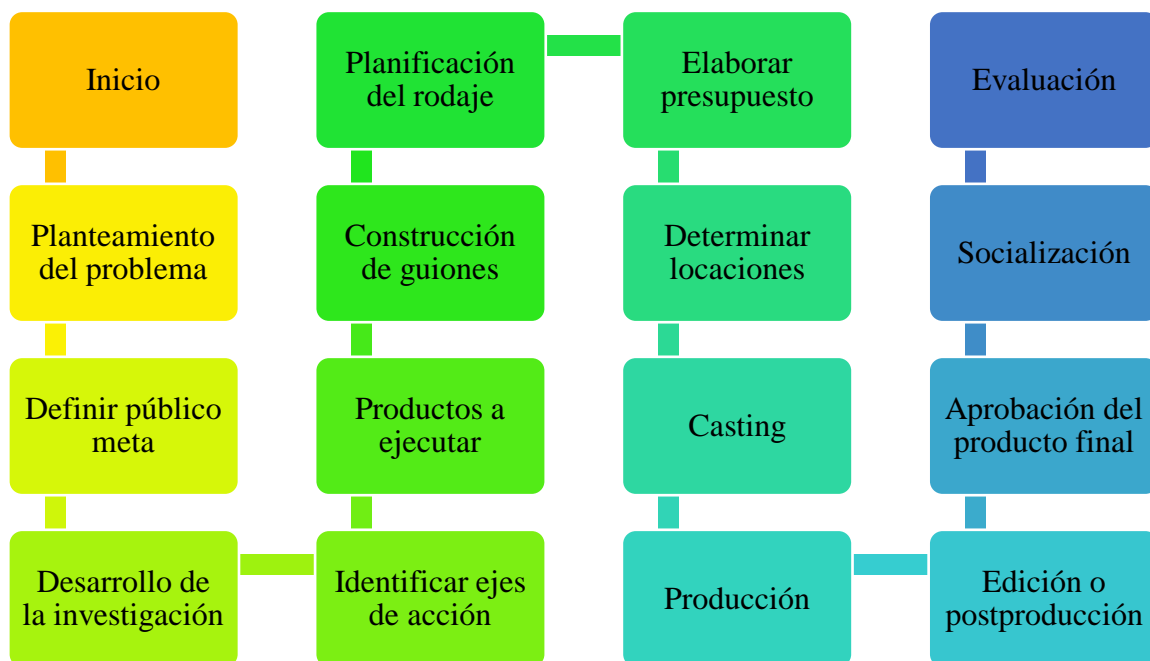 Inicio
Planteamiento
del problema
Definir público
meta
Desarrollo de
la investigación
Identificar ejes
de acción
Productos a
ejecutar
Construcción
de guiones
Planificación
del rodaje
Elaborar
presupuesto
Determinar
locaciones
Casting
Producción
Edición o
postproducción
Aprobación del
producto final
Socialización
Evaluación